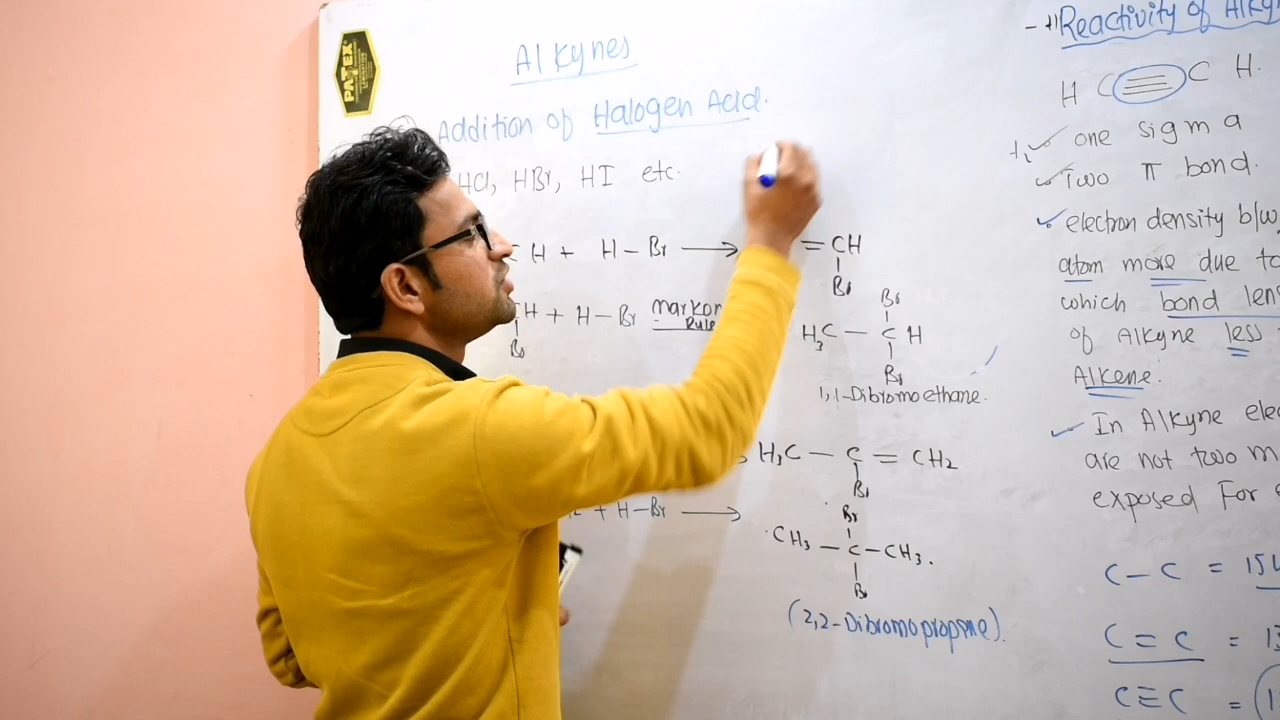 PATEX
Alkynes
Addition of Halogen Acid.
HCl, HBr, HI etc.
C H + H – Br ⟶ = CH
Br
CH + H – Br Markon
Rule
Br
Br
H₃C — C H
Br
1,1-Dibromoethane.
H₃C — C = CH₂
Br
+ H – Br ⟶
Br
CH₃ — C – CH₃.
Br
(2,2-Dibromopropane).
Reactivity of Alky
H C ≡ C H.
✓ one sigma
✓ Two π bond.
✓ electron density b/w
atom more due to
which bond len
of Alkyne less
Alkene.
✓ In Alkyne ele
are not two m
exposed For
C – C = 15
C = C = 13
C ≡ C = (1